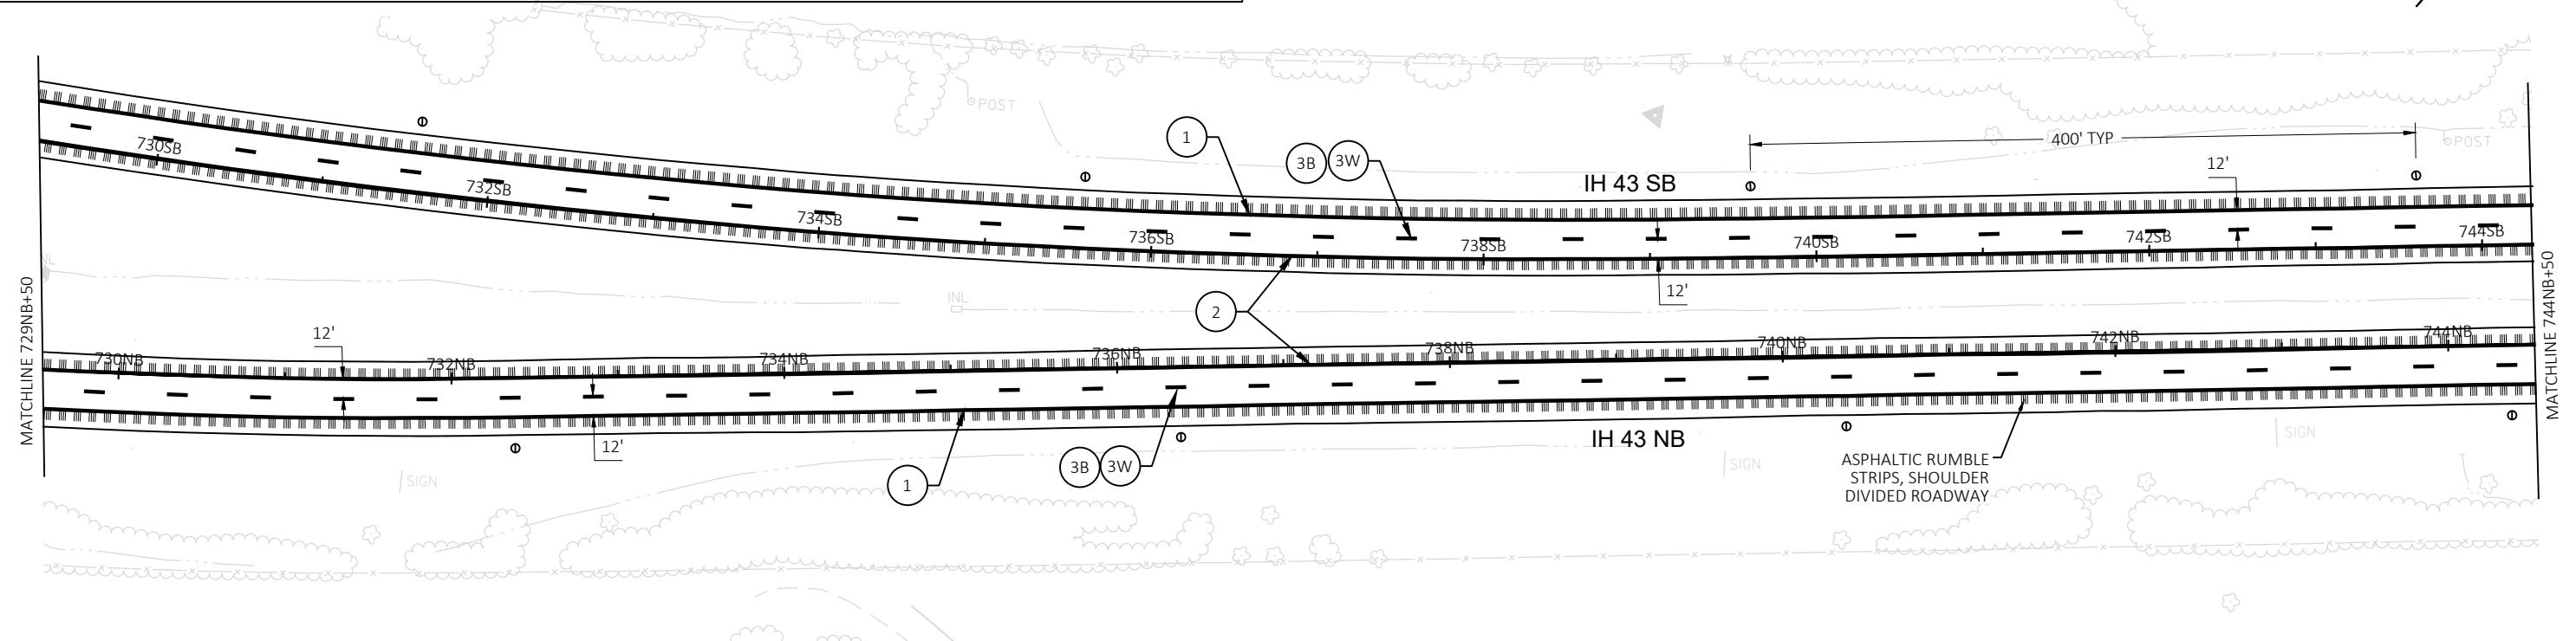 POST
1
3B 3W
IH 43 SB
400' TYP
12'
POST
730SB
732SB
734SB
736SB
738SB
740SB
742SB
744SB
12'
INL
2
MATCHLINE 729NB+50
MATCHLINE 744NB+50
12'
730NB
732NB
734NB
736NB
738NB
740NB
742NB
744NB
12'
3B 3W
1
IH 43 NB
SIGN
SIGN
SIGN
ASPHALTIC RUMBLE
STRIPS, SHOULDER
DIVIDED ROADWAY